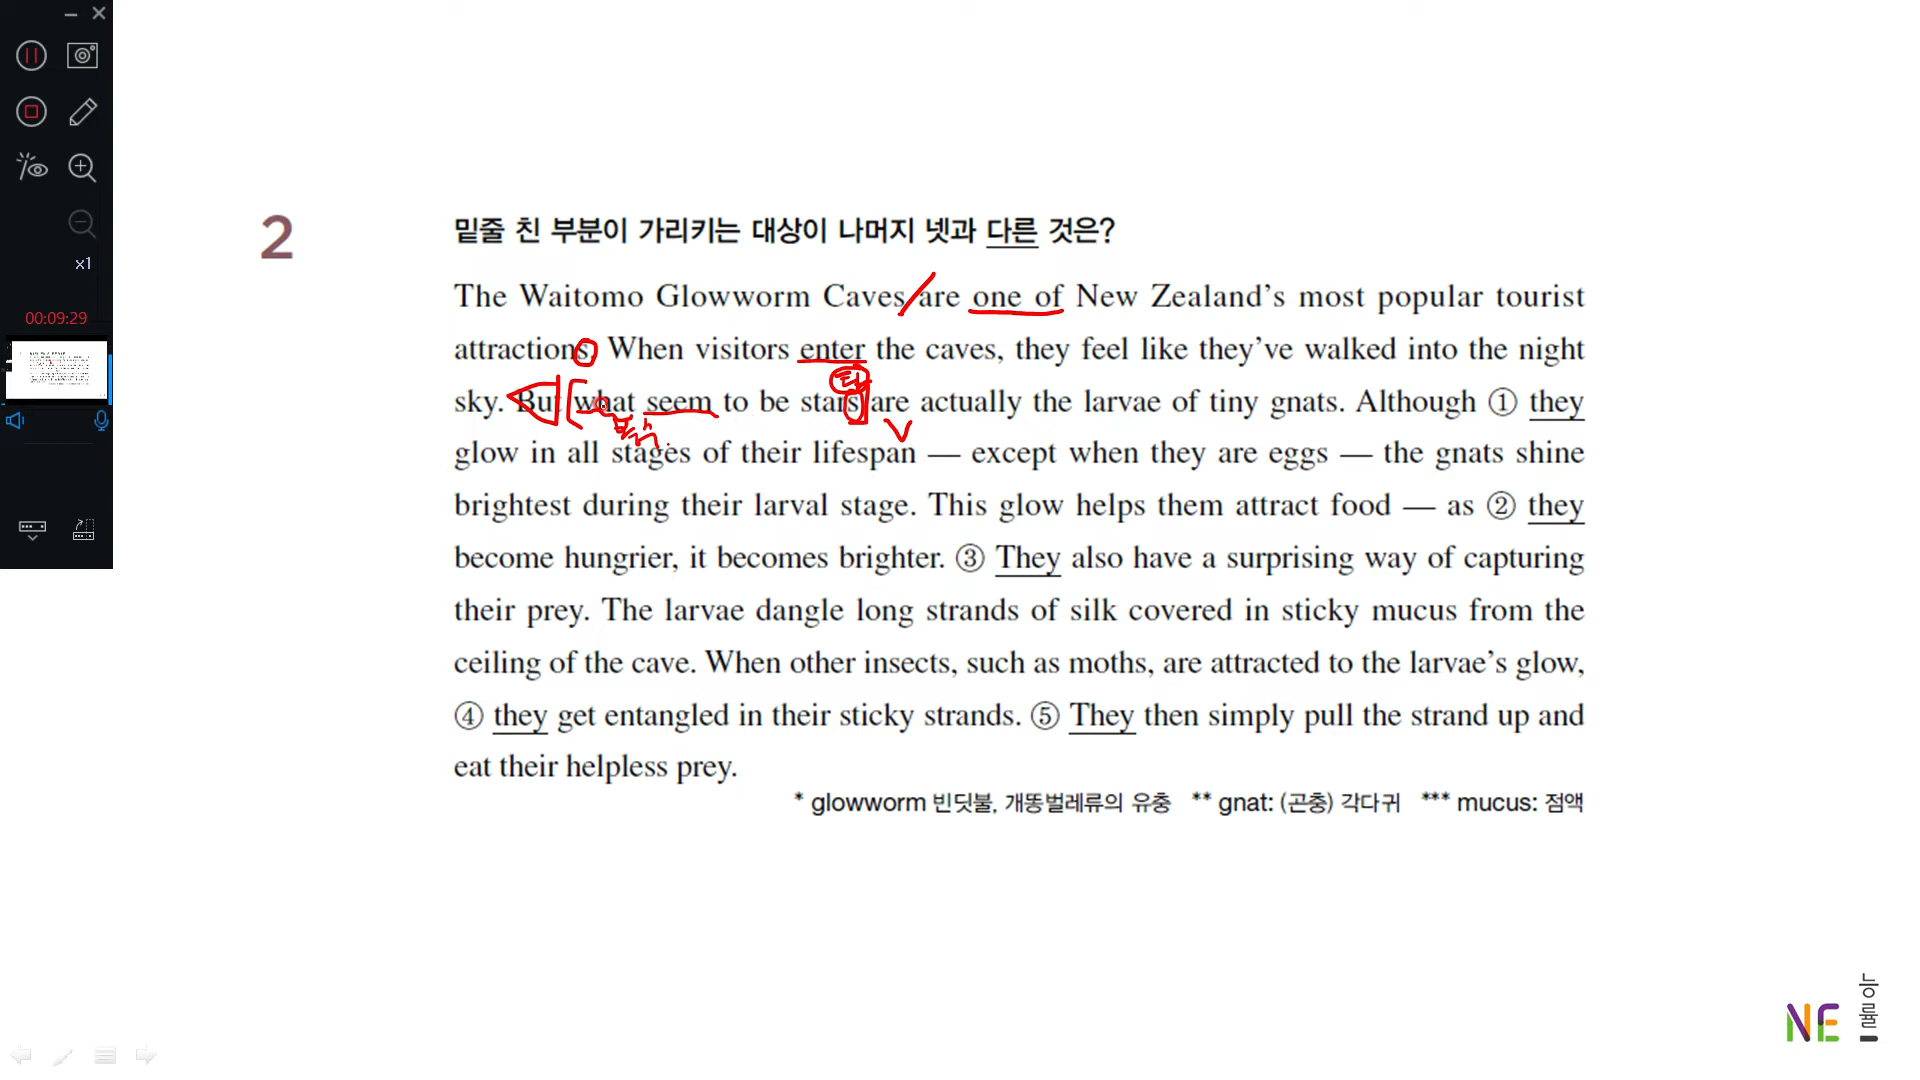 x1
00:09:29
2
밑줄 친 부분이 가리키는 대상이 나머지 넷과 다른 것은?
The Waitomo Glowworm Caves are one of New Zealand's most popular tourist
attractions. When visitors enter the caves, they feel like they've walked into the night
sky. But what seem to be stars are actually the larvae of tiny gnats. Although ① they
glow in all stages of their lifespan — except when they are eggs — the gnats shine
brightest during their larval stage. This glow helps them attract food — as ② they
become hungrier, it becomes brighter. ③ They also have a surprising way of capturing
their prey. The larvae dangle long strands of silk covered in sticky mucus from the
ceiling of the cave. When other insects, such as moths, are attracted to the larvae's glow,
④ they get entangled in their sticky strands. ⑤ They then simply pull the strand up and
eat their helpless prey.
* glowworm 빈딧불, 개똥벌레류의 유충 ** gnat: (곤충) 각다귀 *** mucus: 점액
NE 능률